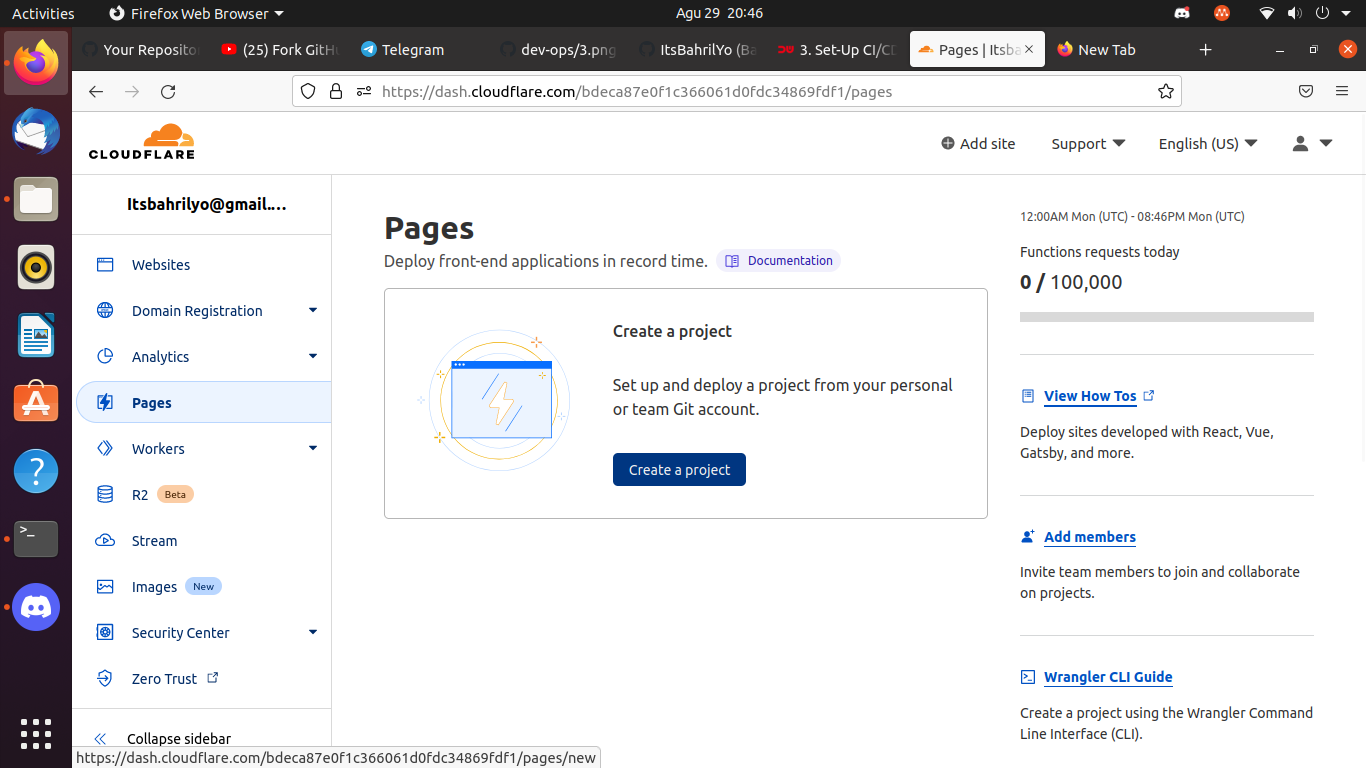 Activities
Firefox Web Browser
Agu 29 20:46
Your Reposito
(25) Fork GitHu
Telegram
dev-ops/3.png
ItsBahrilYo (Ba
3. Set-Up CI/CD
Pages | Itsba
New Tab
https://dash.cloudflare.com/bdeca87e0f1c366061d0fdc34869fdf1/pages
CLOUDFLARE
Add site
Support
English (US)
Itsbahrilyo@gmail....
Websites
Domain Registration
Analytics
Pages
Workers
R2 Beta
Stream
Images New
Security Center
Zero Trust
Collapse sidebar
Pages
Deploy front-end applications in record time. Documentation
Create a project
Set up and deploy a project from your personal
or team Git account.
Create a project
12:00AM Mon (UTC) - 08:46PM Mon (UTC)
Functions requests today
0 / 100,000
View How Tos
Deploy sites developed with React, Vue,
Gatsby, and more.
Add members
Invite team members to join and collaborate
on projects.
Wrangler CLI Guide
Create a project using the Wrangler Command
Line Interface (CLI).
https://dash.cloudflare.com/bdeca87e0f1c366061d0fdc34869fdf1/pages/new